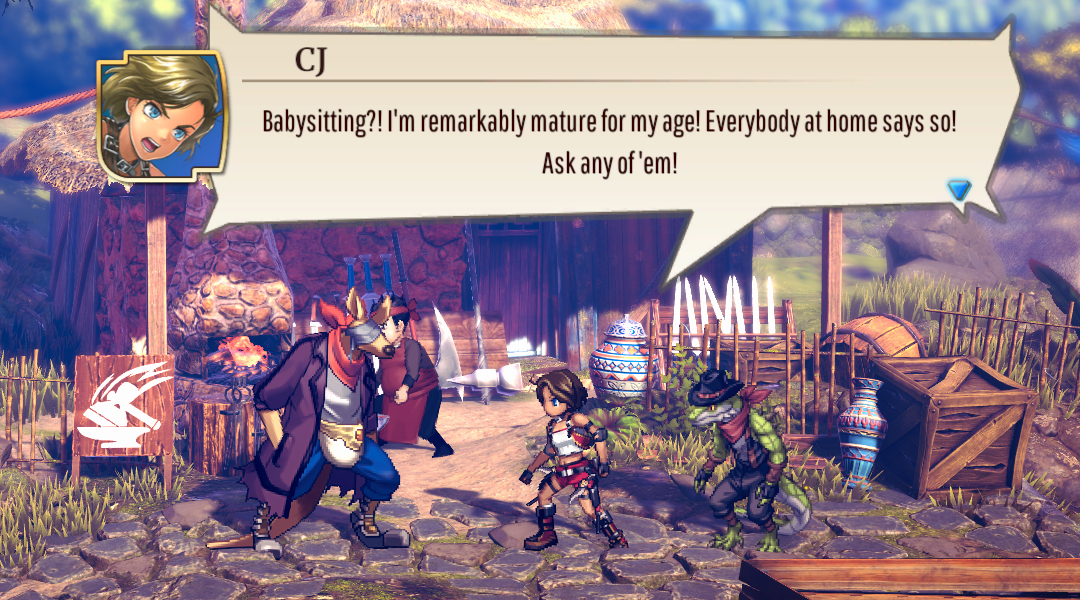 CJ
Babysitting?! I'm remarkably mature for my age! Everybody at home says so!
Ask any of 'em!